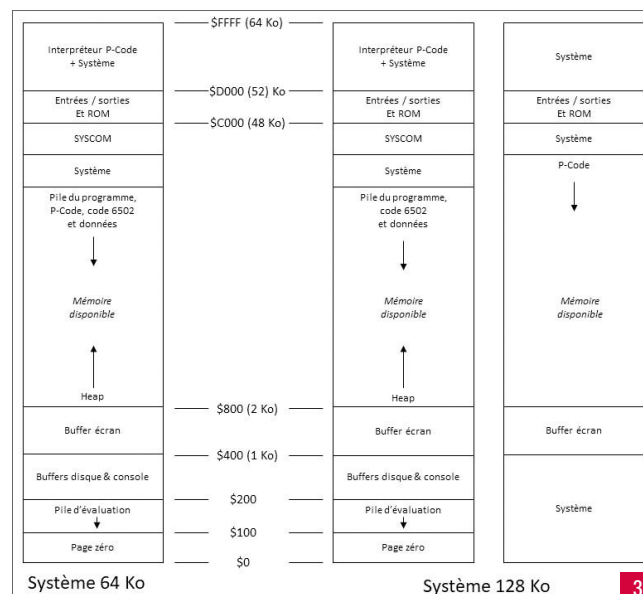 Interpréteur P-Code
+ Système
Entrées / sorties
Et ROM
SYSCOM
Système
Pile du programme,
P-Code, code 6502
et données
Mémoire
disponible
Heap
Buffer écran
Buffers disque & console
Pile d'évaluation
Page zéro
Système 64 Ko
$FFFF (64 Ko)
$D000 (52) Ko
$C000 (48 Ko)
$800 (2 Ko)
$400 (1 Ko)
$200
$100
$0
Interpréteur P-Code
+ Système
Entrées / sorties
Et ROM
SYSCOM
Système
Pile du programme,
code 6502
et données
Mémoire
disponible
Heap
Buffer écran
Buffers disque & console
Pile d'évaluation
Page zéro
Système
Entrées / sorties
Et ROM
Système
P-Code
Mémoire
disponible
Buffer écran
Système
Système 128 Ko
3